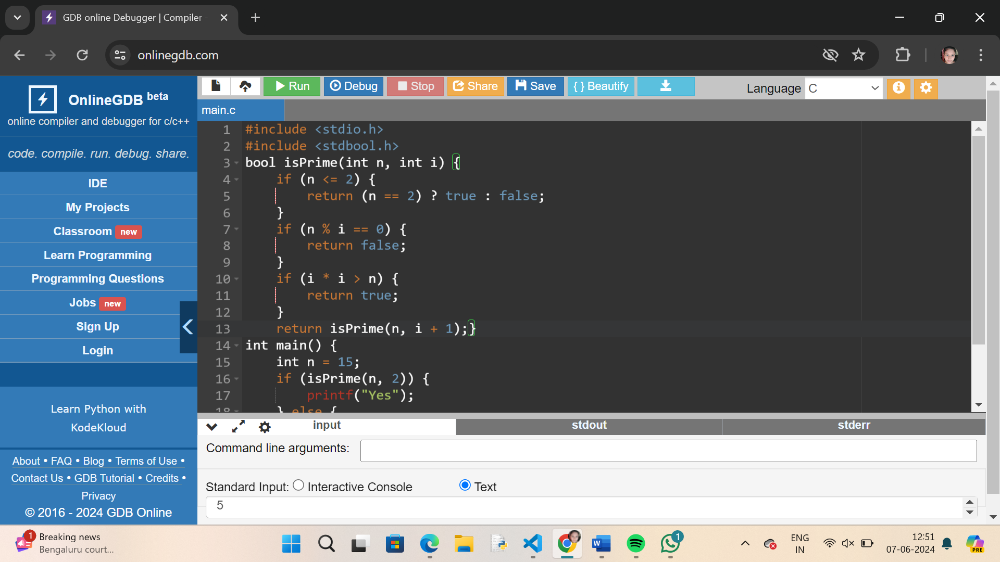 GDB online Debugger | Compiler -
onlinegdb.com
OnlineGDB beta
online compiler and debugger for c/c++
code. compile. run. debug. share.
IDE
My Projects
Classroom new
Learn Programming
Programming Questions
Jobs new
Sign Up
Login
Learn Python with
KodeKloud
About • FAQ • Blog • Terms of Use •
Contact Us • GDB Tutorial • Credits •
Privacy
© 2016 - 2024 GDB Online
Run Debug Stop Share Save { } Beautify
Language C
main.c
1 #include <stdio.h>
2 #include <stdbool.h>
3 bool isPrime(int n, int i) {
4 if (n <= 2) {
5 return (n == 2) ? true : false;
6 }
7 if (n % i == 0) {
8 return false;
9 }
10 if (i * i > n) {
11 return true;
12 }
13 return isPrime(n, i + 1);}
14 int main() {
15 int n = 15;
16 if (isPrime(n, 2)) {
17 printf("Yes");
18 } else {
input stdout stderr
Command line arguments:
Standard Input: Interactive Console Text
5
1 Breaking news
Bengaluru court...
W
1
PRE
ENG
IN
12:51
07-06-2024